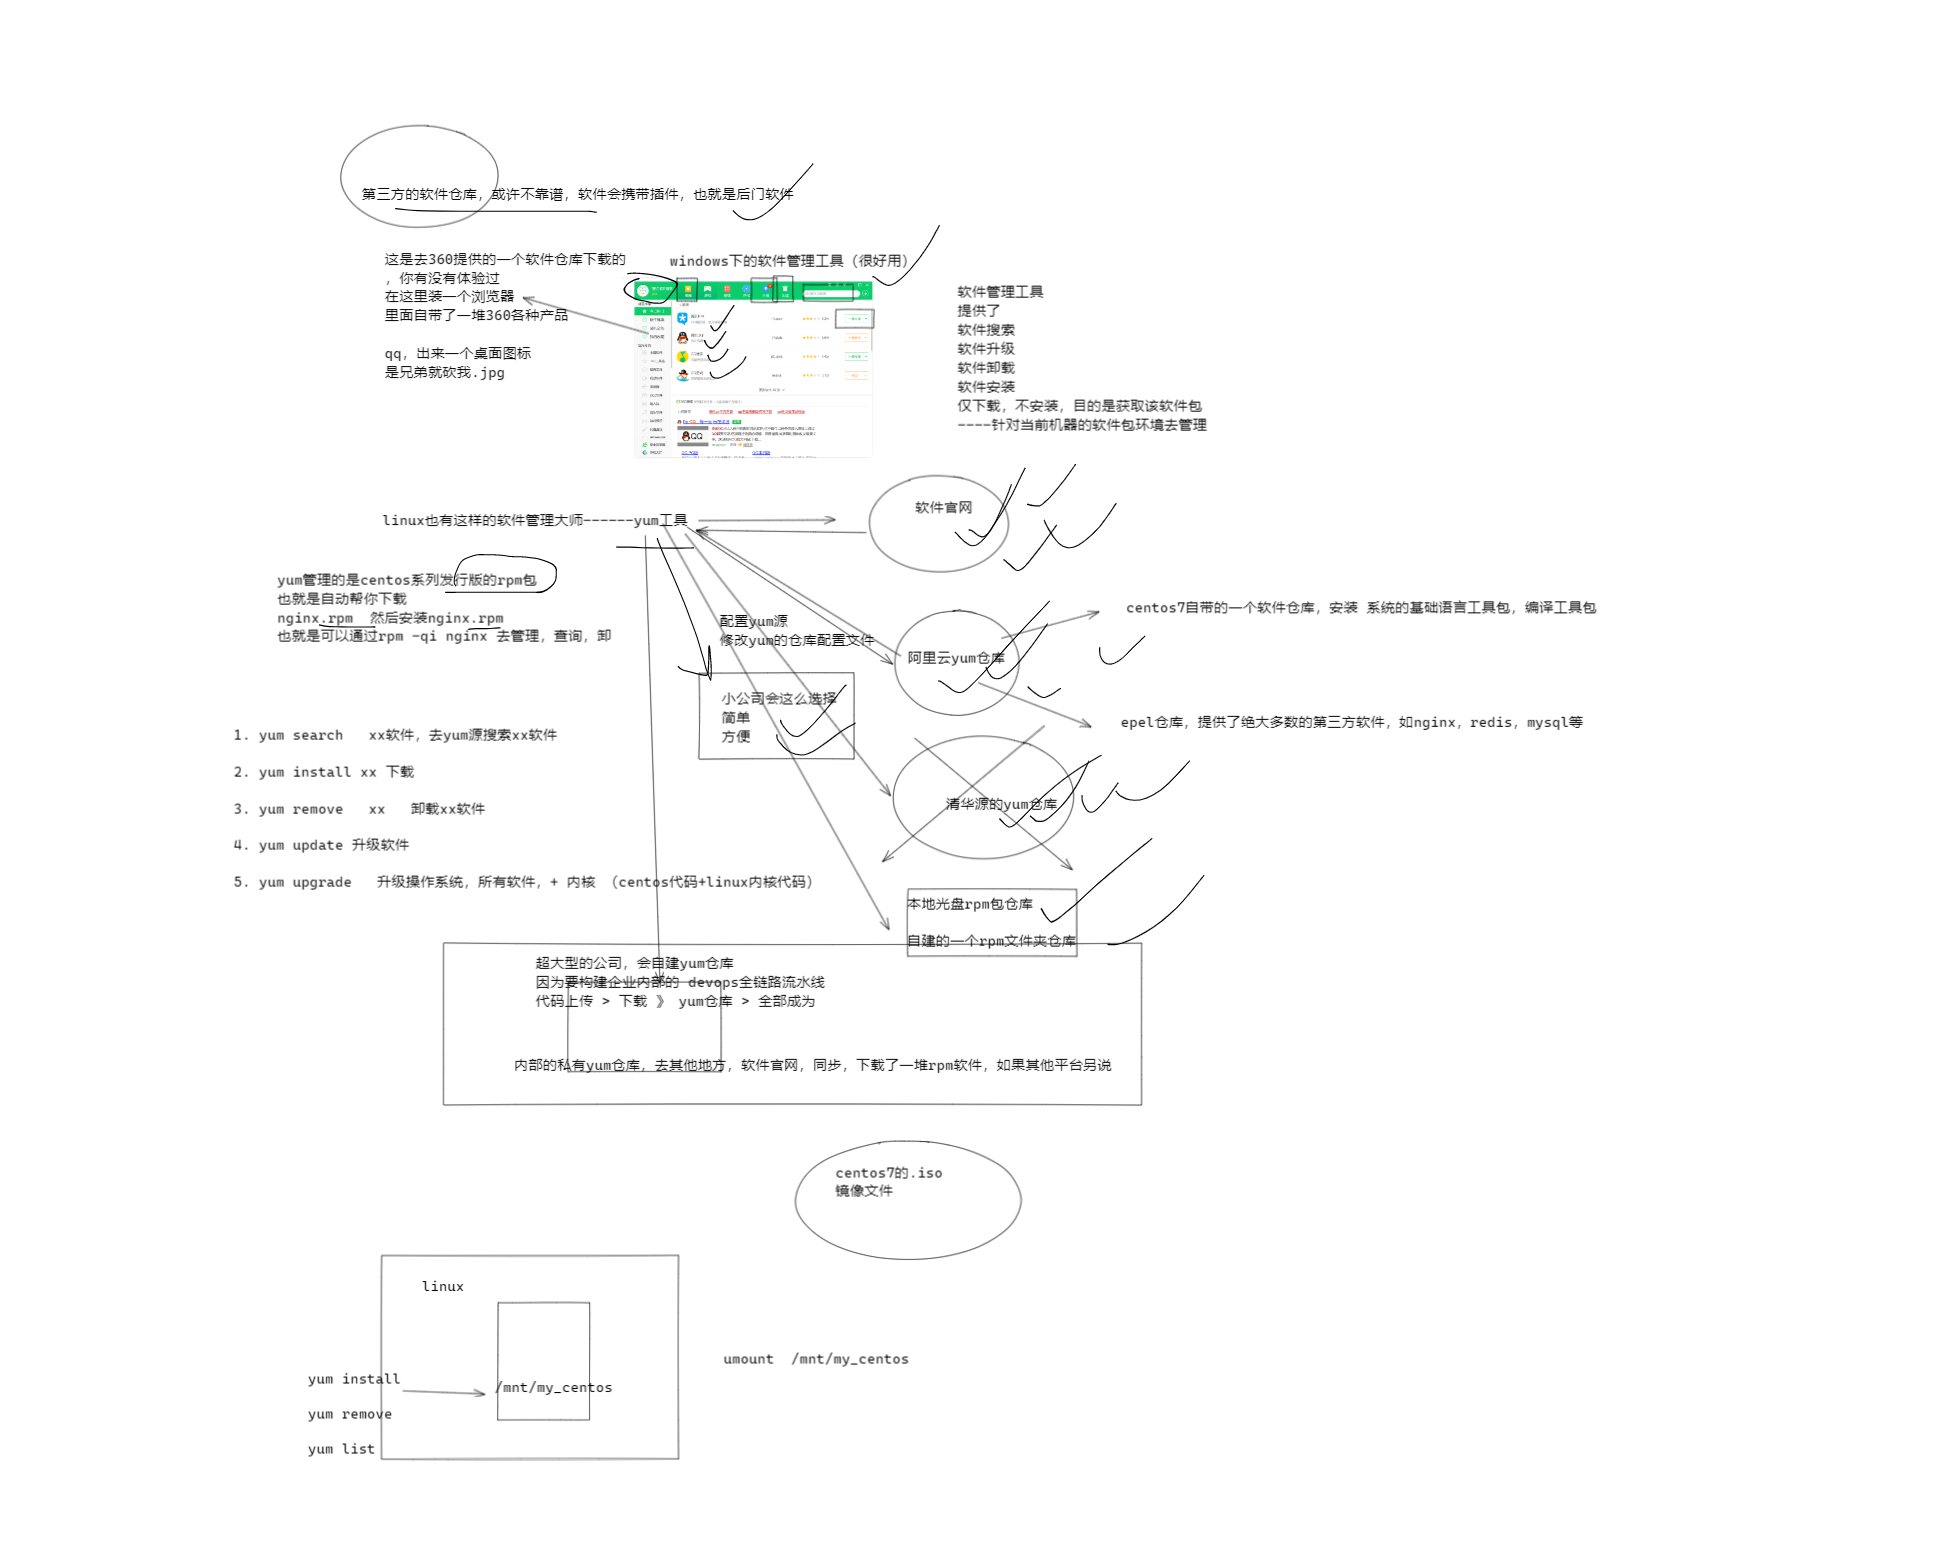 第三方的软件仓库，或许不靠谱，软件会携带插件，也就是后门软件
这是去360提供的一个软件仓库下载的
，你有没有体验过
在这里装一个浏览器
里面自带了一堆360各种产品
qq，出来一个桌面图标
是兄弟就砍我.jpg
windows下的软件管理工具（很好用）
QQ
软件管理工具
提供了
软件搜索
软件升级
软件卸载
软件安装
仅下载，不安装，目的是获取该软件包
----针对当前机器的软件包环境去管理
linux也有这样的软件管理大师------yum工具
软件官网
yum管理的是centos系列发行版的rpm包
也就是自动帮你下载
nginx.rpm  然后安装nginx.rpm
也就是可以通过rpm -qi nginx 去管理，查询，卸
配置yum源
修改yum的仓库配置文件
阿里云yum仓库
centos7自带的一个软件仓库，安装 系统的基础语言工具包，编译工具包
epel仓库，提供了绝大多数的第三方软件，如nginx，redis，mysql等
小公司会这么选择
简单
方便
1. yum search   xx软件，去yum源搜索xx软件
2. yum install xx 下载
3. yum remove   xx   卸载xx软件
4. yum update 升级软件
5. yum upgrade   升级操作系统，所有软件，+ 内核 （centos代码+linux内核代码）
清华源的yum仓库
本地光盘rpm包仓库
自建的一个rpm文件夹仓库
超大型的公司，会自建yum仓库
因为要构建企业内部的 devops全链路流水线
代码上传 > 下载 》 yum仓库 > 全部成为
内部的私有yum仓库，去其他地方，软件官网，同步，下载了一堆rpm软件，如果其他平台另说
centos7的.iso
镜像文件
linux
/mnt/my_centos
yum install
yum remove
yum list
umount  /mnt/my_centos